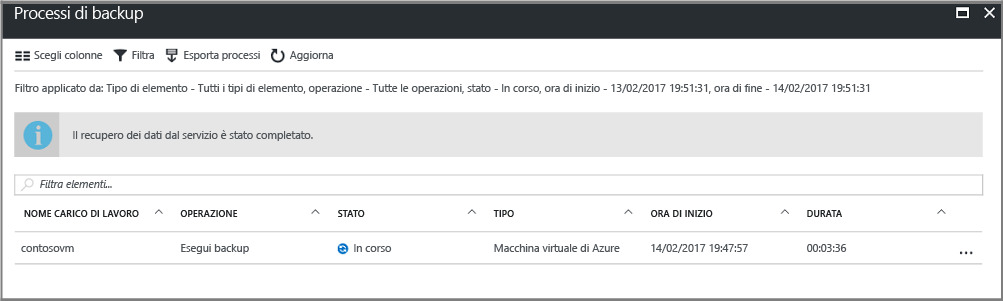 Processi di backup
Scegli colonne Filtra Esporta processi Aggiorna
Filtro applicato da: Tipo di elemento - Tutti i tipi di elemento, operazione - Tutte le operazioni, stato - In corso, ora di inizio - 13/02/2017 19:51:31, ora di fine - 14/02/2017 19:51:31
Il recupero dei dati dal servizio è stato completato.
Filtra elementi...
NOME CARICO DI LAVORO OPERAZIONE STATO TIPO ORA DI INIZIO DURATA
contosovm Esegui backup In corso Macchina virtuale di Azure 14/02/2017 19:47:57 00:03:36 ...